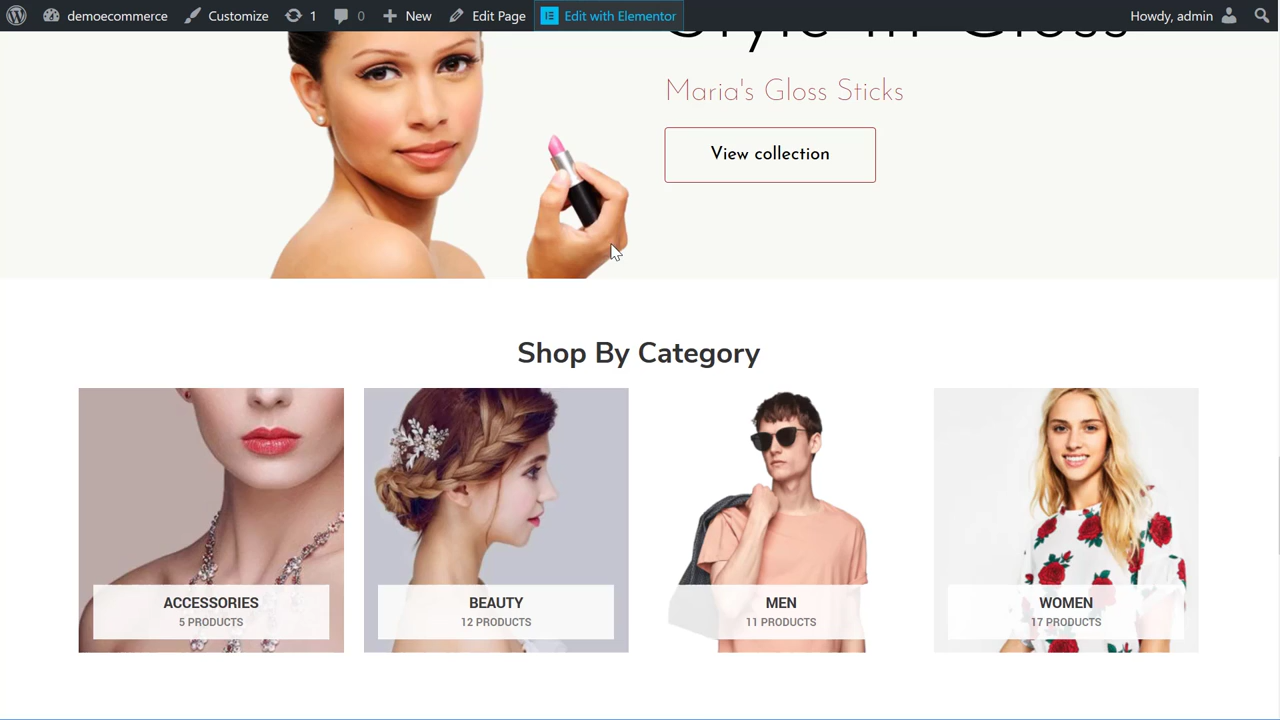 demoecommerce Customize 1 0 New Edit Page Edit with Elementor Howdy, admin
Style in Gloss
Maria's Gloss Sticks
View collection
Shop By Category
ACCESSORIES
5 PRODUCTS
BEAUTY
12 PRODUCTS
MEN
11 PRODUCTS
WOMEN
17 PRODUCTS